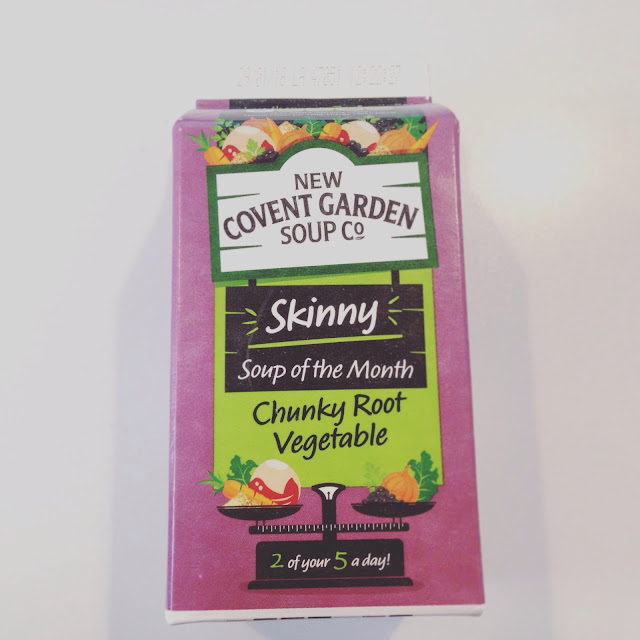 NEW
COVENT GARDEN
SOUP Co
Skinny
Soup of the Month
Chunky Root
Vegetable
2 of your 5 a day!